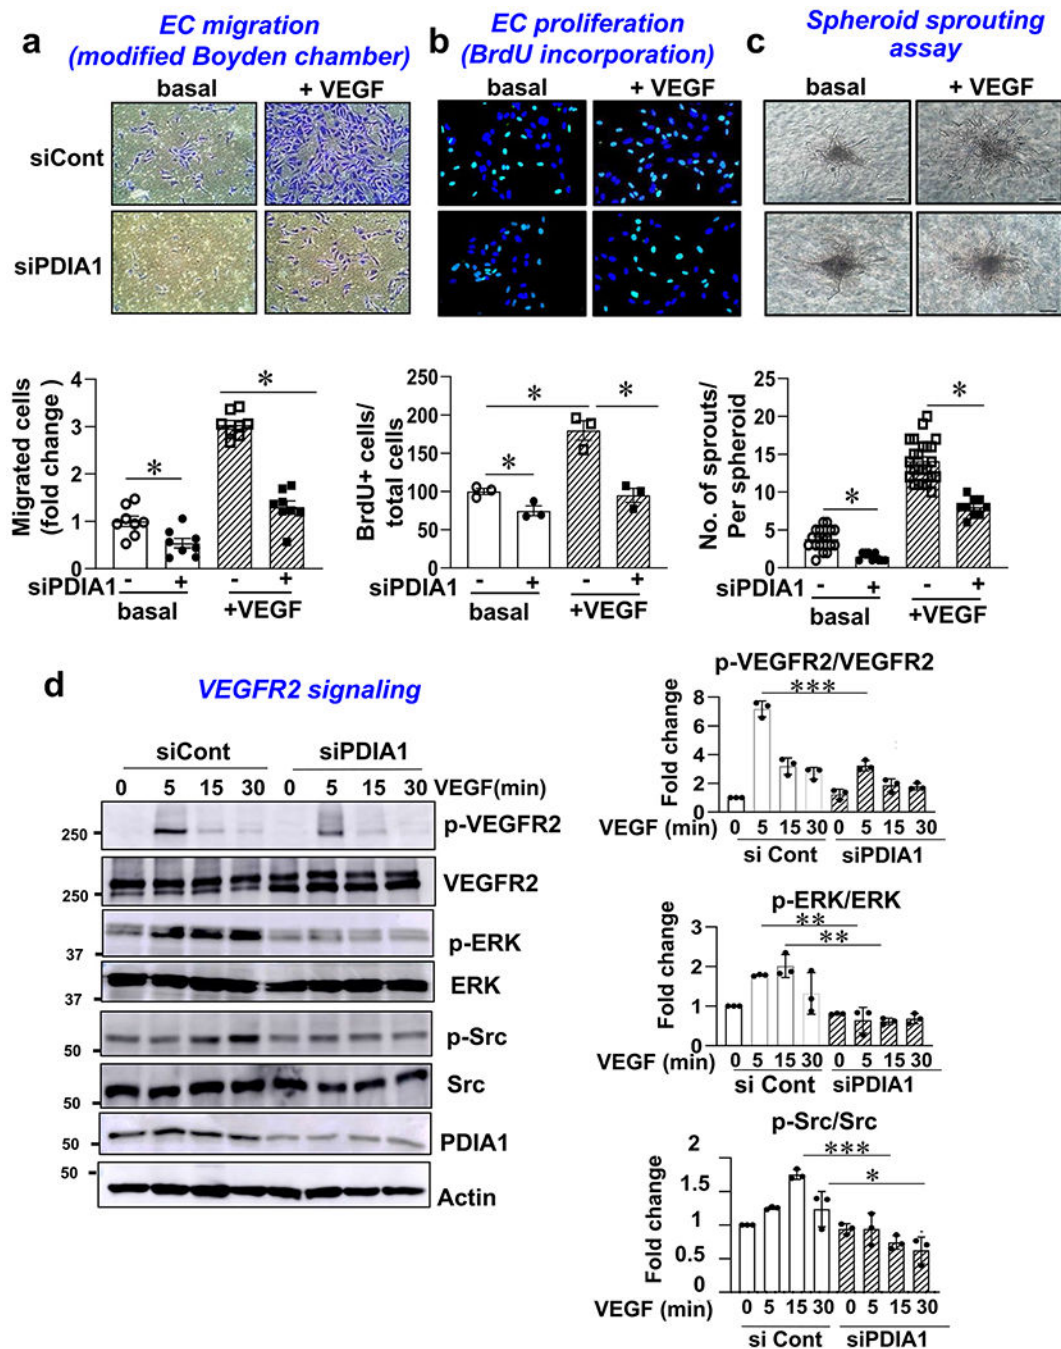 a
EC migration
(modified Boyden chamber)
basal
+ VEGF
siCont
siPDIA1
b
EC proliferation
(BrdU incorporation)
basal
+ VEGF
c
Spheroid sprouting
assay
basal
+ VEGF
Migrated cells
(fold change )
4
3
2
1
0
*
*
siPDIA1
- + - +
basal
+VEGF
BrdU+ cells/
total cells
250
200
150
100
50
0
*
*
*
siPDIA1
- + - +
basal
+VEGF
No. of sprouts/
Per spheroid
25
20
15
10
5
0
*
*
siPDIA1
- + - +
basal
+VEGF
d
VEGFR2 signaling
siCont
siPDIA1
0 5 15 30 0 5 15 30 VEGF(min)
250
p-VEGFR2
250
VEGFR2
37
p-ERK
37
ERK
50
p-Src
50
Src
50
PDIA1
50
Actin
p-VEGFR2/VEGFR2
Fold change
8
6
4
2
0
***
VEGF (min)
0 5 15 30 0 5 15 30
si Cont
siPDIA1
p-ERK/ERK
Fold change
3
2
1
0
**
**
VEGF (min)
0 5 15 30 0 5 15 30
si Cont
siPDIA1
p-Src/Src
Fold change
2
1
0.5
0
***
*
VEGF (min)
0 5 15 30 0 5 15 30
si Cont
siPDIA1